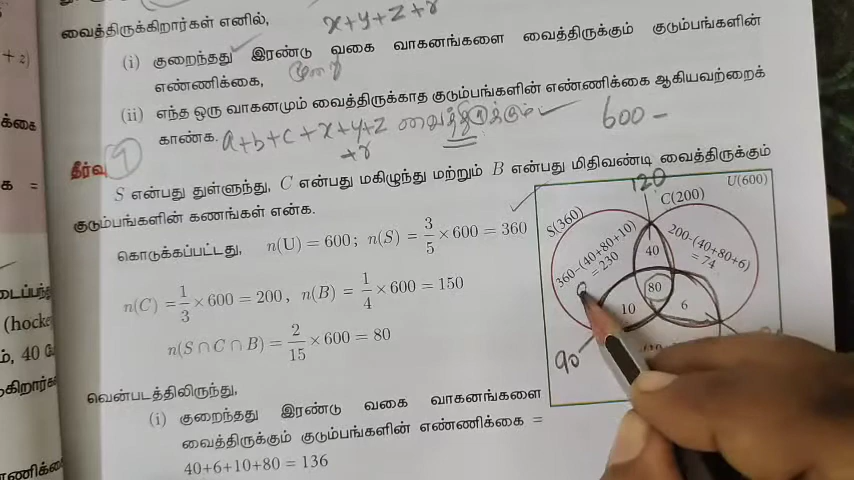 வைத்திருக்கிறார்கள் எனில்,
x+y+z+r
+ z)
(i) குறைந்தது இரண்டு வகை வாகனங்களை வைத்திருக்கும் குடும்பங்களின்
எண்ணிக்கை,
(ii) எந்த ஒரு வாகனமும் வைத்திருக்காத குடும்பங்களின் எண்ணிக்கை ஆகியவற்றைக்
காண்க. a+b+c+x+y+z வைத்திருக்கும்
+r
600 -
தீர்வு
S என்பது துள்ளுந்து, C என்பது மகிழுந்து மற்றும் B என்பது மிதிவண்டி வைத்திருக்கும்
குடும்பங்களின் கணங்கள் என்க.
கொடுக்கப்பட்டது, n(U) = 600; n(S) = 3/5 × 600 = 360
n(C) = 1/3 × 600 = 200, n(B) = 1/4 × 600 = 150
n(S ∩ C ∩ B) = 2/15 × 600 = 80
120
U(600)
C(200)
S(360)
360-(40+80+10)
= 230
40
200-(40+80+6)
= 74
80
10
6
90
வென்படத்திலிருந்து,
(i) குறைந்தது இரண்டு வகை வாகனங்களை
வைத்திருக்கும் குடும்பங்களின் எண்ணிக்கை =
40+6+10+80 = 136
(hocke